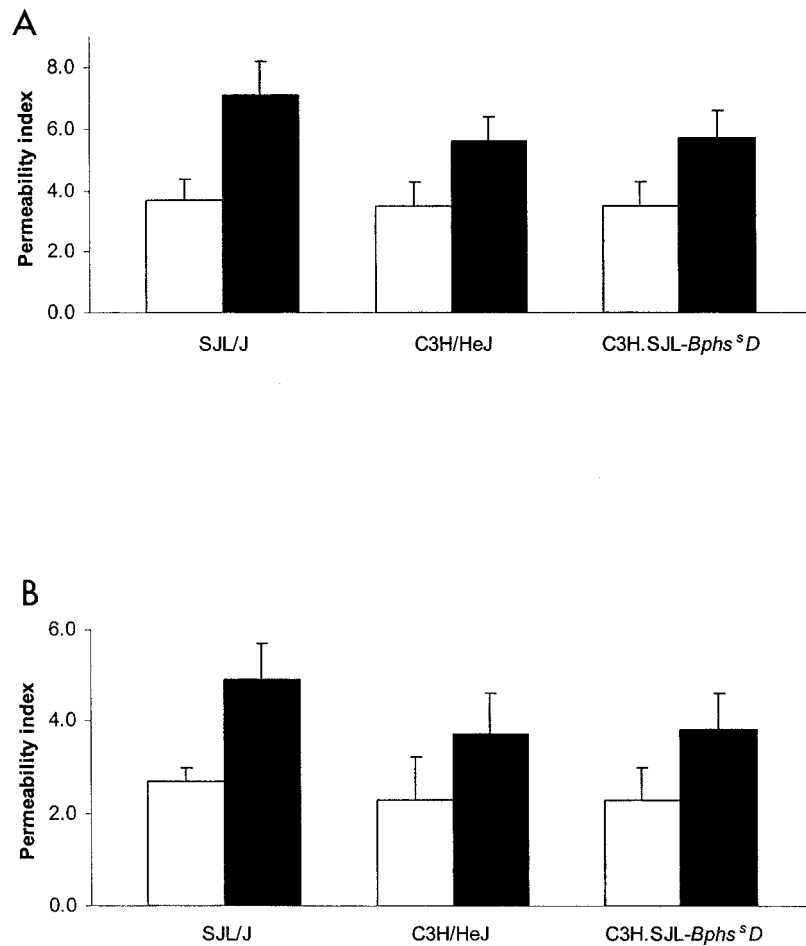 A
Permeability index
8.0
6.0
4.0
2.0
0.0
SJL/J
C3H/HeJ
C3H.SJL-Bphs^sD
B
Permeability index
6.0
4.0
2.0
0.0
SJL/J
C3H/HeJ
C3H.SJL-Bphs^sD